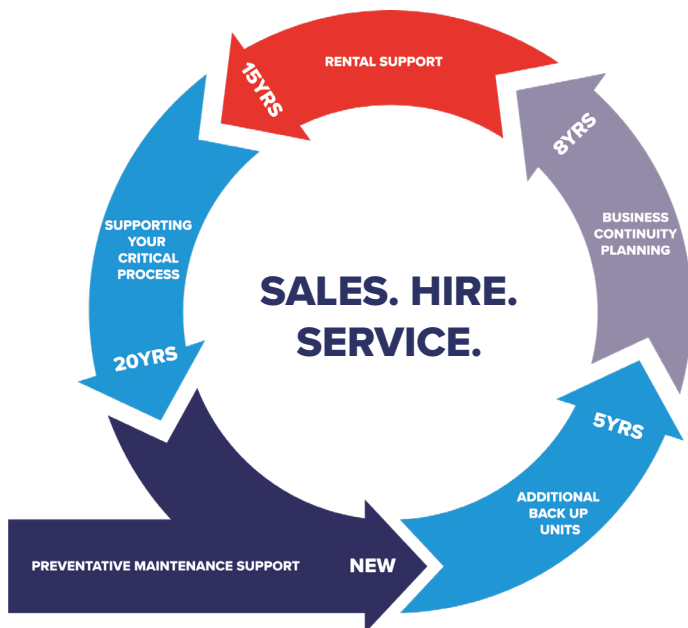 RENTAL SUPPORT
15YRS
8YRS
SUPPORTING
YOUR
CRITICAL
PROCESS
BUSINESS
CONTINUITY
PLANNING
SALES. HIRE.
SERVICE.
20YRS
5YRS
ADDITIONAL
BACK UP
UNITS
PREVENTATIVE MAINTENANCE SUPPORT
NEW